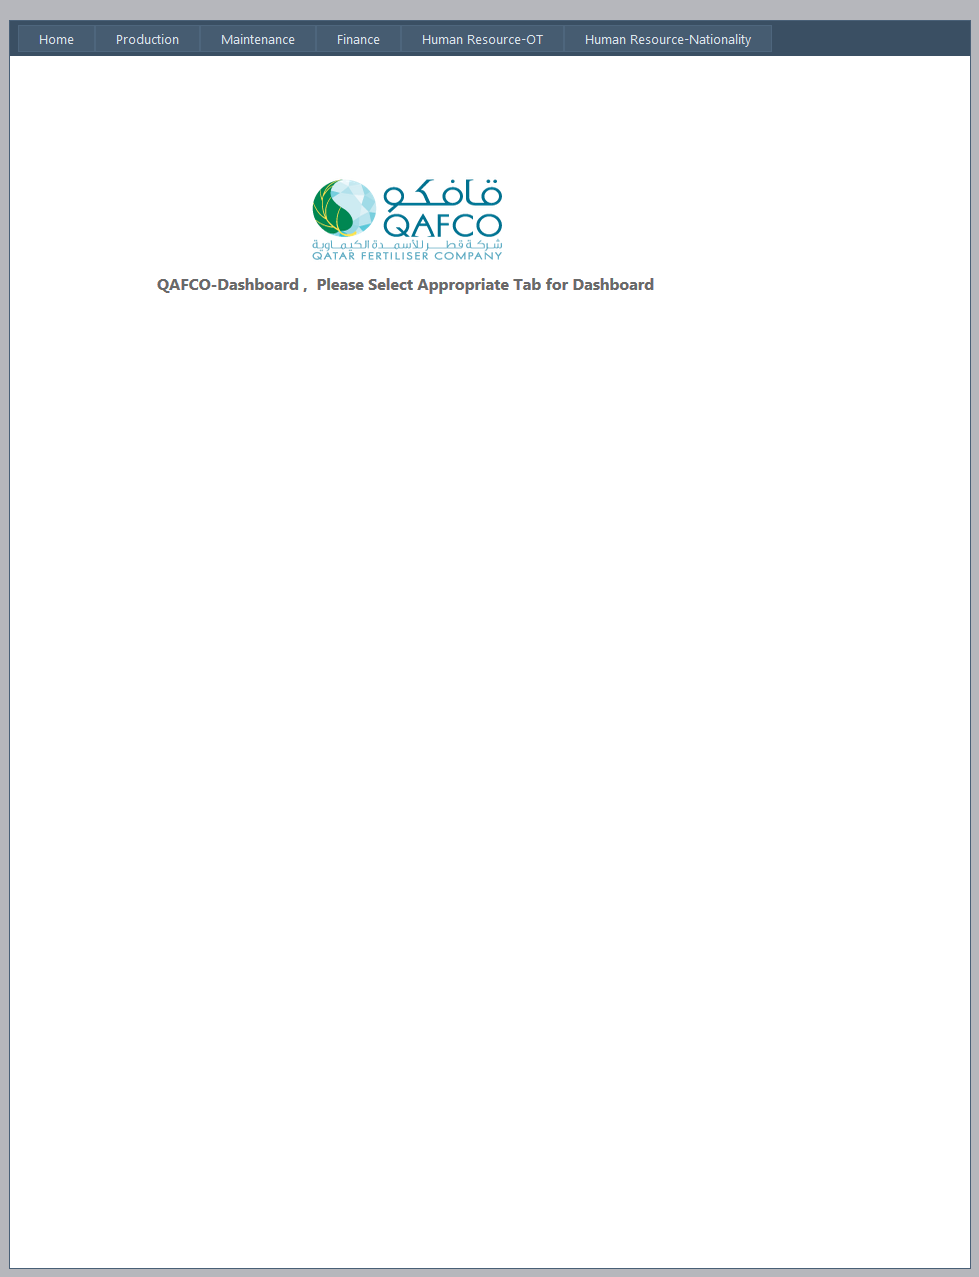 Home Production Maintenance Finance Human Resource-OT Human Resource-Nationality
قافكو
QAFCO
شركة قطر للأسمدة الكيماوية
QATAR FERTILISER COMPANY
QAFCO-Dashboard ,  Please Select Appropriate Tab for Dashboard